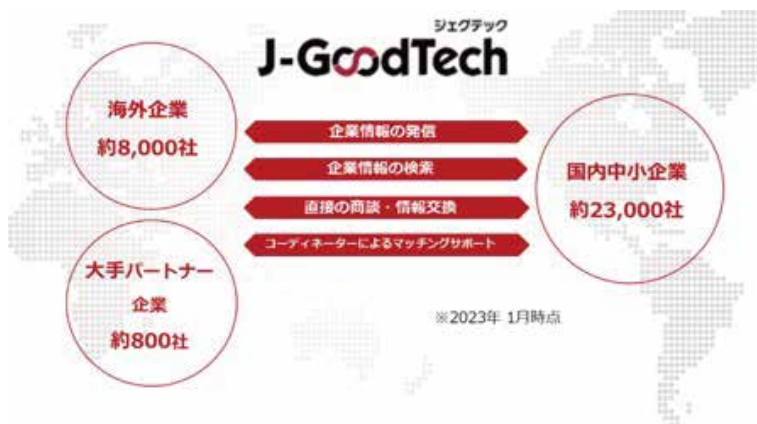 ジェグテック
J-GoodTech
海外企業
約8,000社
大手パートナー
企業
約800社
企業情報の発信
企業情報の検索
直接の商談・情報交換
コーディネーターによるマッチングサポート
国内中小企業
約23,000社
※2023年 1月時点